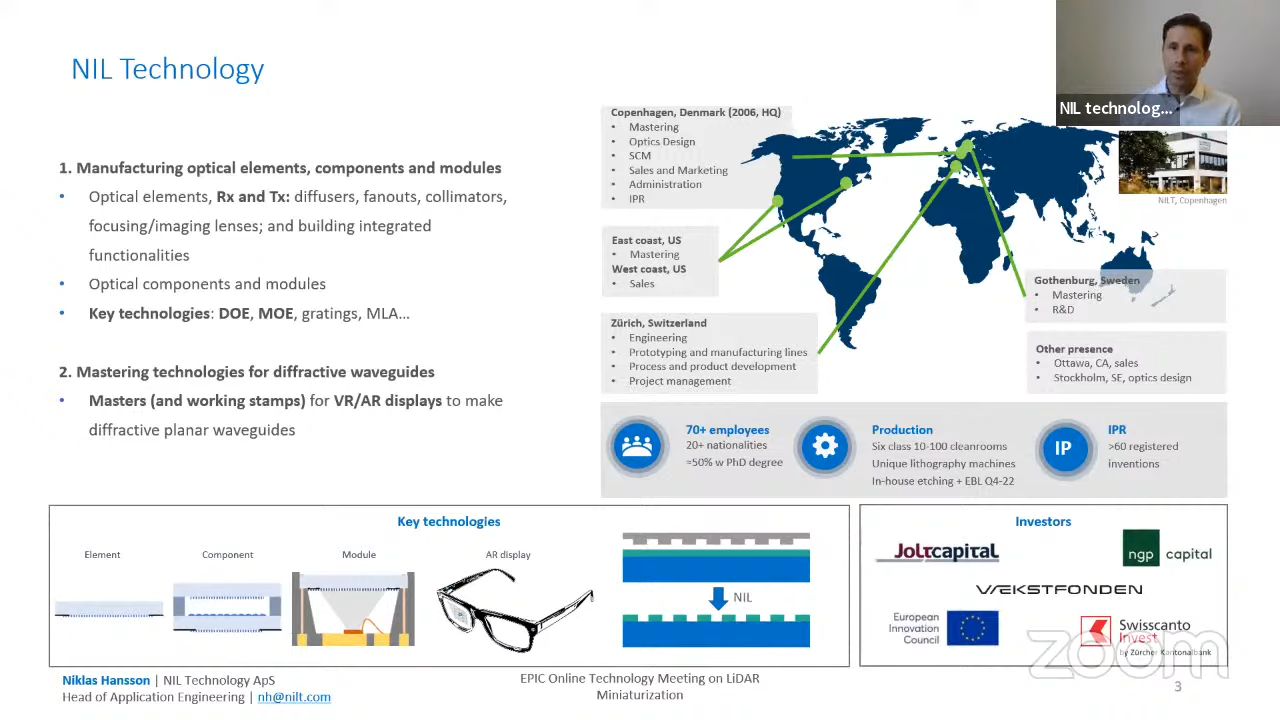 NIL Technology
NIL technolog...
1. Manufacturing optical elements, components and modules
• Optical elements, Rx and Tx: diffusers, fanouts, collimators,
focusing/imaging lenses; and building integrated
functionalities
• Optical components and modules
• Key technologies: DOE, MOE, gratings, MLA…
2. Mastering technologies for diffractive waveguides
• Masters (and working stamps) for VR/AR displays to make
diffractive planar waveguides
Copenhagen, Denmark (2006, HQ)
• Mastering
• Optics Design
• SCM
• Sales and Marketing
• Administration
• IPR
East coast, US
• Mastering
West coast, US
• Sales
Zürich, Switzerland
• Engineering
• Prototyping and manufacturing lines
• Process and product development
• Project management
NILT, Copenhagen
Gothenburg, Sweden
• Mastering
• R&D
Other presence
• Ottawa, CA, sales
• Stockholm, SE, optics design
70+ employees
20+ nationalities
≈50% w PhD degree
Production
Six class 10-100 cleanrooms
Unique lithography machines
In-house etching + EBL Q4-22
IP
IPR
>60 registered
inventions
Key technologies
Element
Component
Module
AR display
NIL
Investors
Joltcapital
ngp capital
VÆKSTFONDEN
European
Innovation
Council
Swisscanto
Invest
by Zürcher Kantonalbank
zoom
Niklas Hansson | NIL Technology ApS
Head of Application Engineering | nh@nilt.com
EPIC Online Technology Meeting on LiDAR
Miniaturization
3